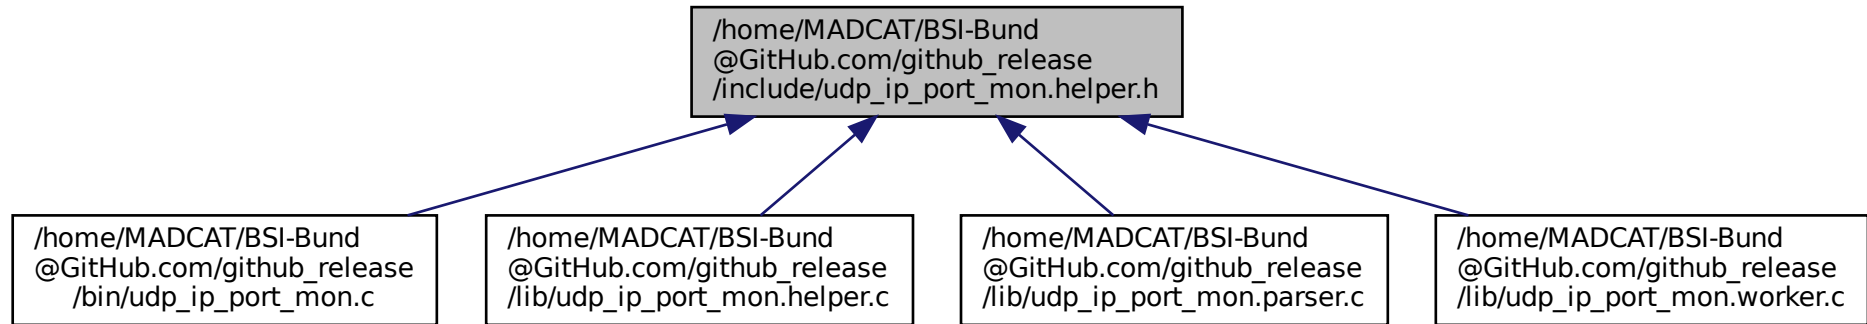 /home/MADCAT/BSI-Bund
@GitHub.com/github_release
/include/udp_ip_port_mon.helper.h
/home/MADCAT/BSI-Bund
@GitHub.com/github_release
/bin/udp_ip_port_mon.c
/home/MADCAT/BSI-Bund
@GitHub.com/github_release
/lib/udp_ip_port_mon.helper.c
/home/MADCAT/BSI-Bund
@GitHub.com/github_release
/lib/udp_ip_port_mon.parser.c
/home/MADCAT/BSI-Bund
@GitHub.com/github_release
/lib/udp_ip_port_mon.worker.c